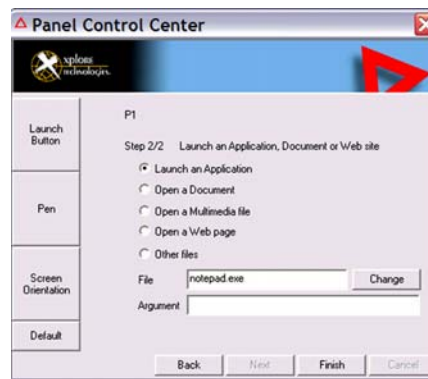 Panel Control Center
xplore
technologies.
Launch
Button
Pen
Screen
Orientation
Default
P1
Step 2/2 Launch an Application, Document or Web site
Launch an Application
Open a Document
Open a Multimedia file
Open a Web page
Other files
File notepad.exe Change
Argument
Back Next Finish Cancel